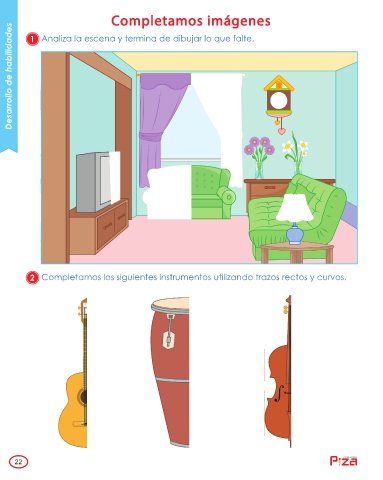 Completamos imágenes
Desarrollo de habilidades
1 Analiza la escena y termina de dibujar lo que falte.
2 Completamos los siguientes instrumentos utilizando trazos rectos y curvos.
22
Piza